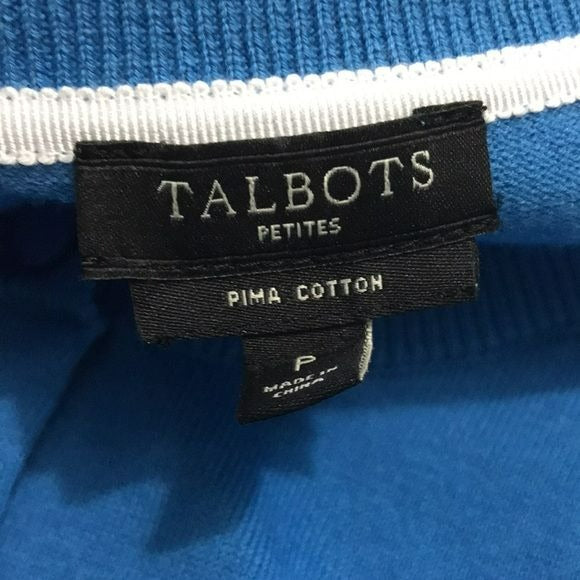 TALBOTS
PETITES
PIMA COTTON
P
MADE IN
CHINA